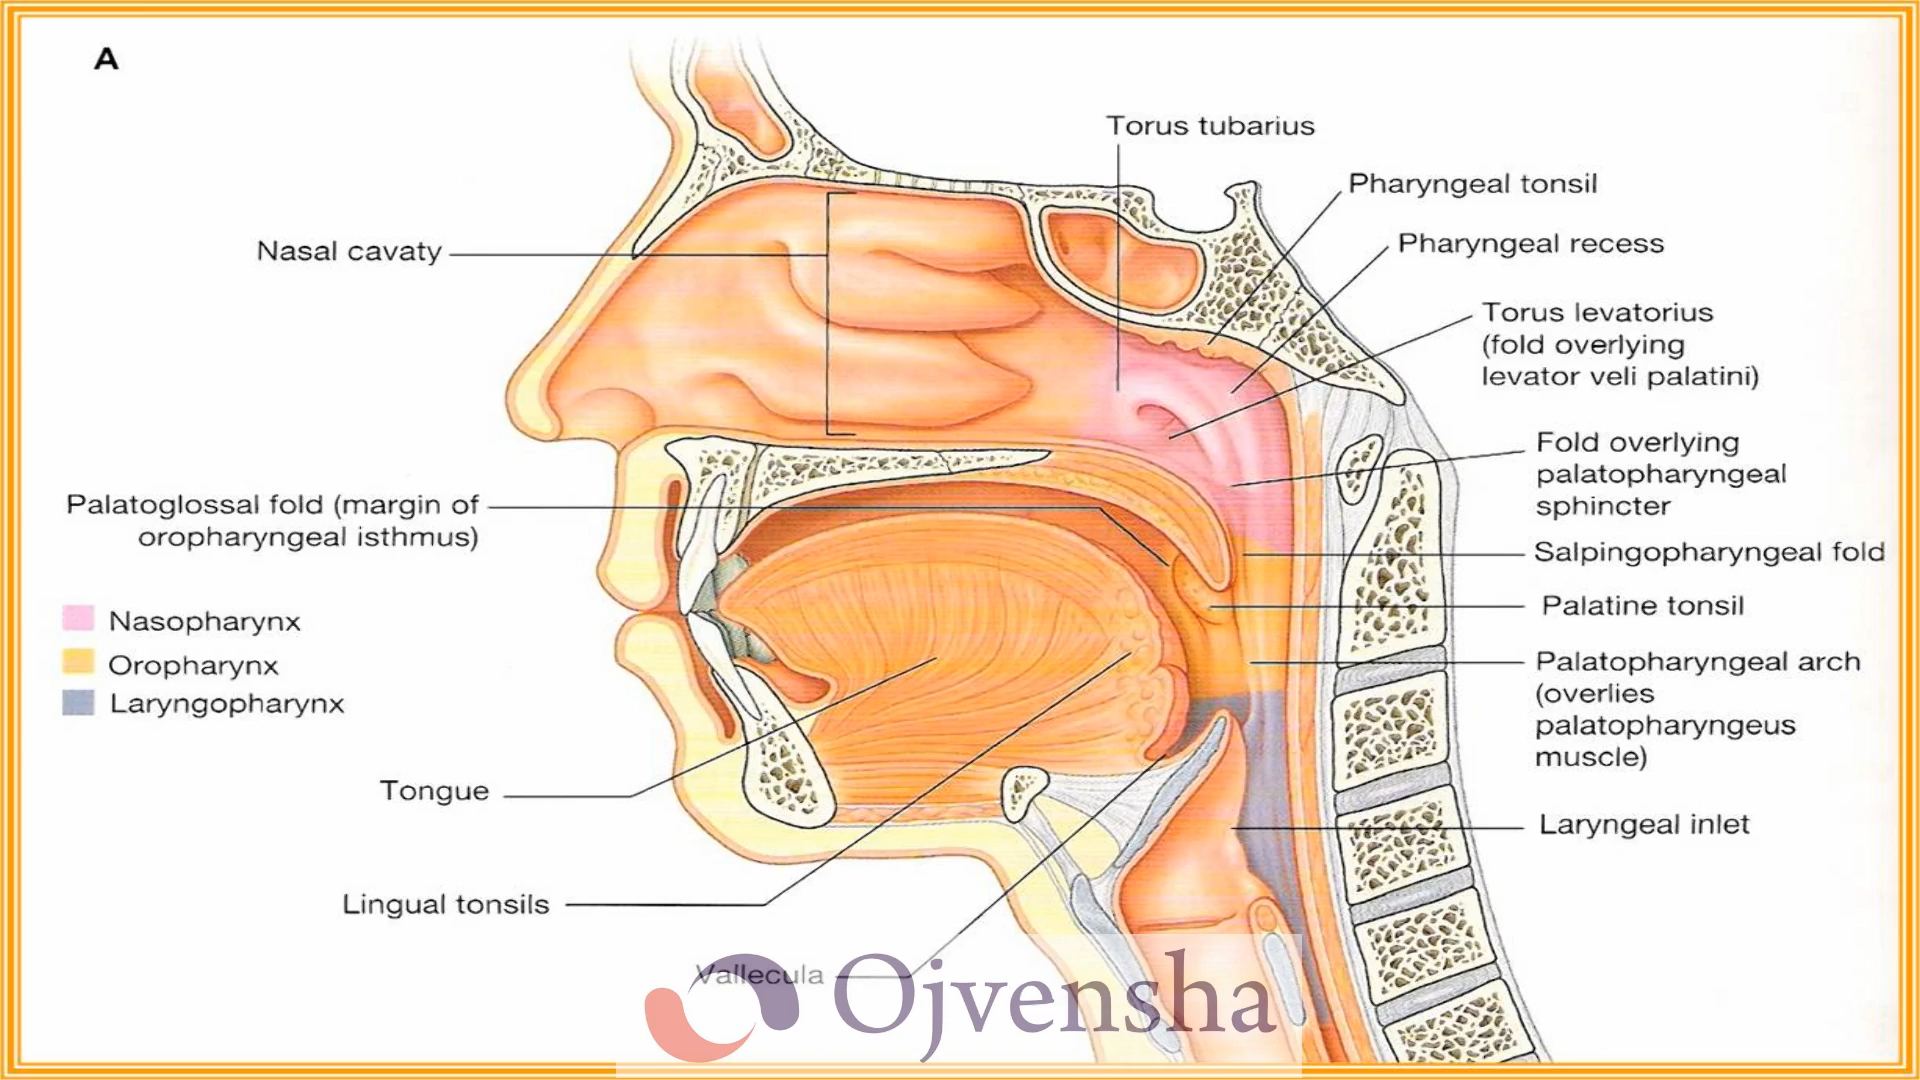 A
Torus tubarius
Pharyngeal tonsil
Nasal cavaty
Pharyngeal recess
Torus levatorius
(fold overlying
levator veli palatini)
Fold overlying
palatopharyngeal
sphincter
Palatoglossal fold (margin of
oropharyngeal isthmus)
Salpingopharyngeal fold
Palatine tonsil
Nasopharynx
Oropharynx
Laryngopharynx
Palatopharyngeal arch
(overlies
palatopharyngeus
muscle)
Tongue
Laryngeal inlet
Lingual tonsils
Vallecula
Ojvensha